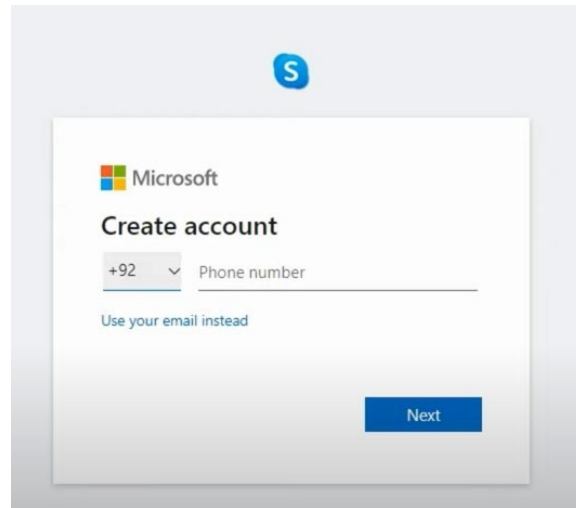 S
Microsoft
Create account
+92 Phone number
Use your email instead
Next